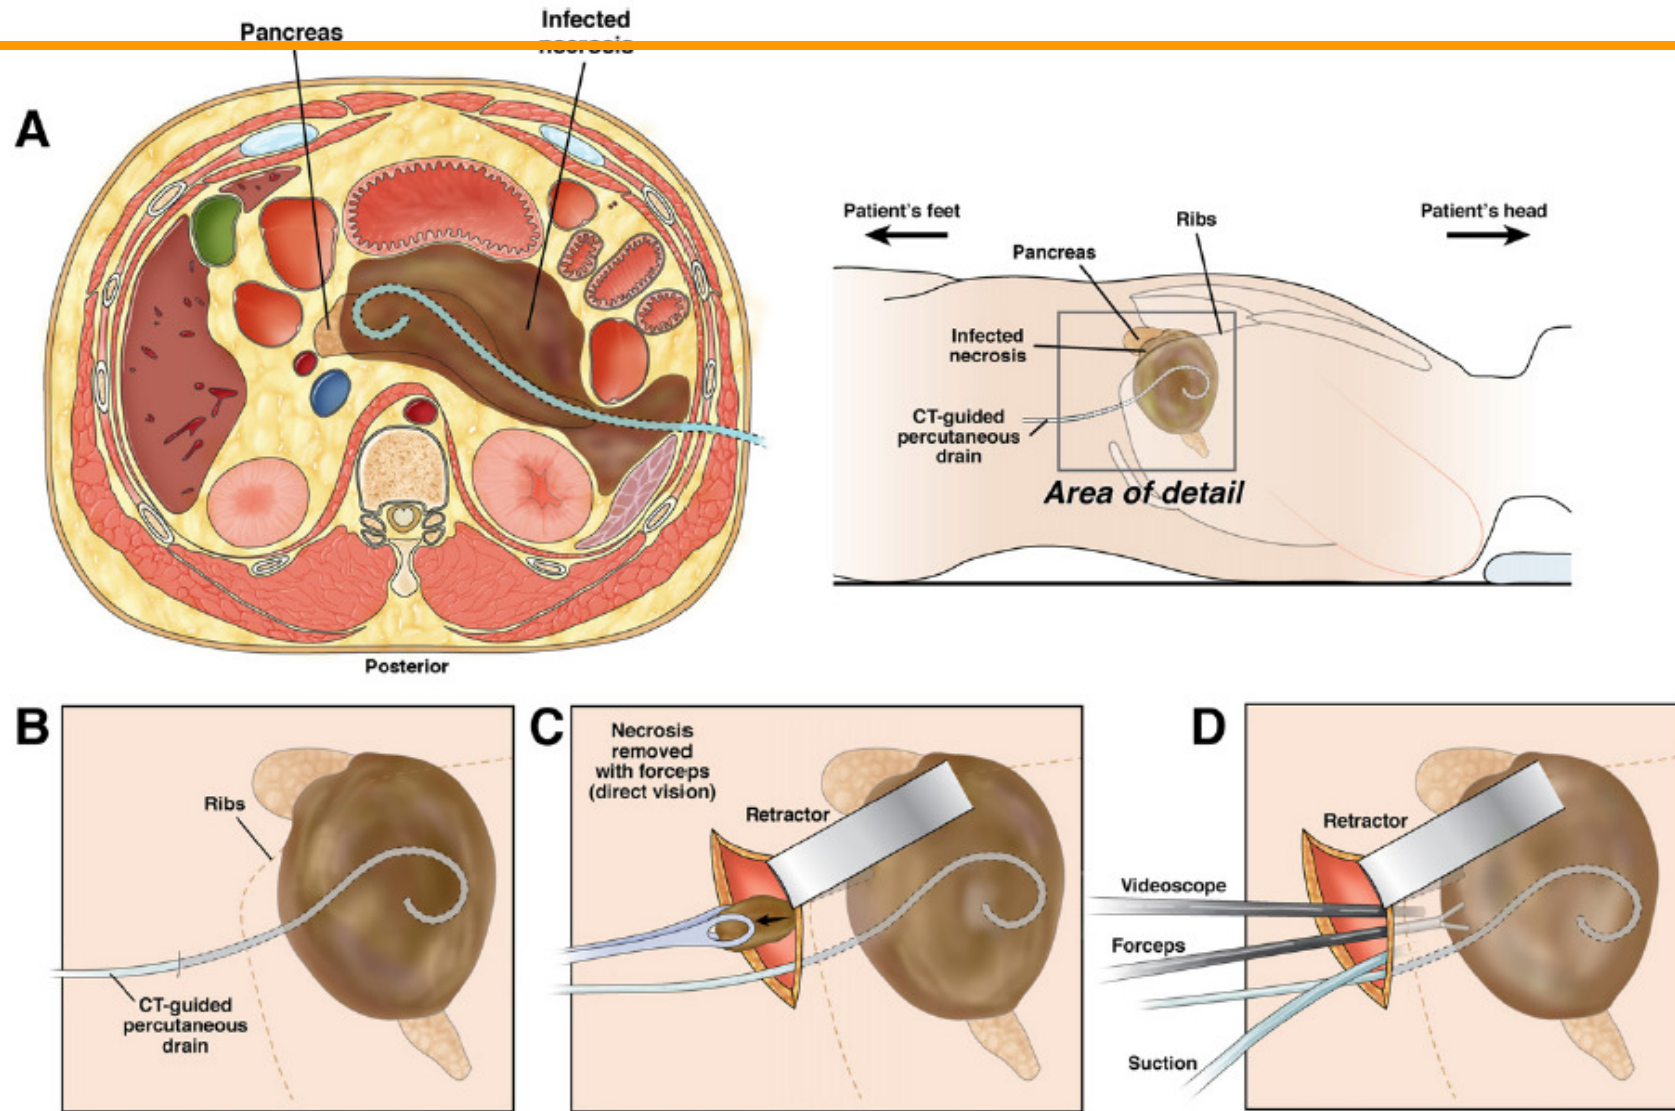 Pancreas
Infected
necrosis
A
Posterior
Patient's feet
Patient's head
Ribs
Pancreas
Infected
necrosis
CT-guided
percutaneous
drain
Area of detail
B
Ribs
CT-guided
percutaneous
drain
C
Necrosis
removed
with forceps
(direct vision)
Retractor
D
Retractor
Videoscope
Forceps
Suction